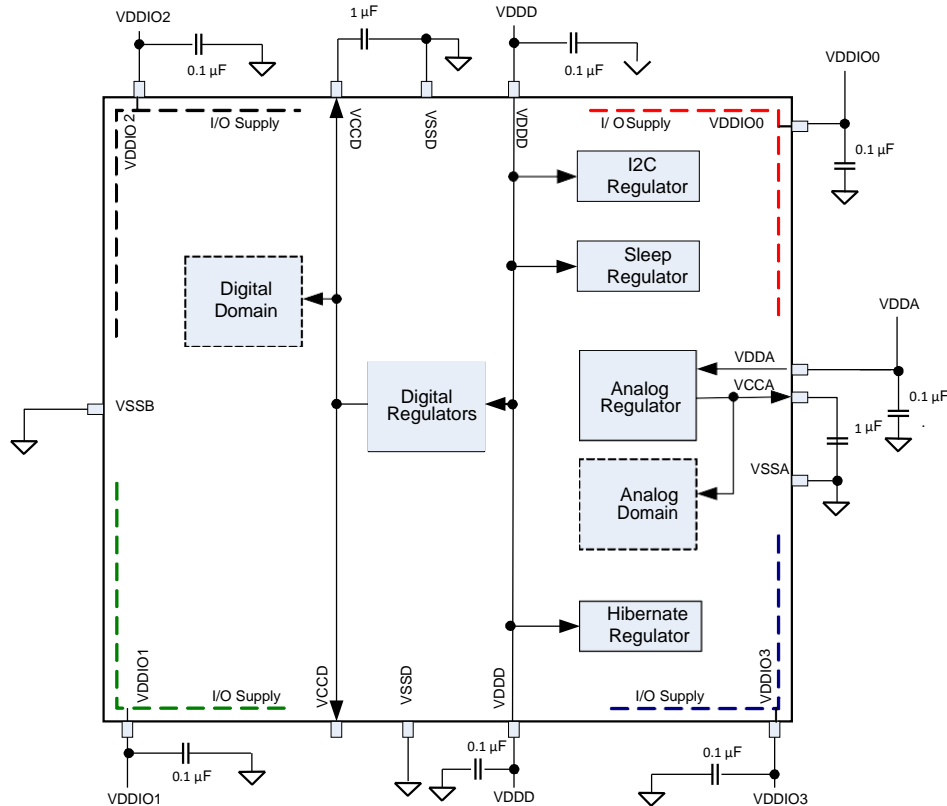 VDDIO2
1 µF
VDDD
0.1 µF
0.1 µF
VDDIO0
0.1 µF
I/O Supply
I/ O Supply
VDDIO0
VDDIO 2
VCCD
VSSD
VDDD
I2C
Regulator
Sleep
Regulator
Digital
Domain
VDDA
VDDA
VCCA
Analog
Regulator
Digital
Regulators
0.1 µF
.
1 µF
VSSB
VSSA
Analog
Domain
Hibernate
Regulator
VDDIO1
I/O Supply
VCCD
VSSD
VDDD
I/O Supply
VDDIO3
0.1 µF
0.1 µF
0.1 µF
VDDIO1
VDDD
VDDIO3